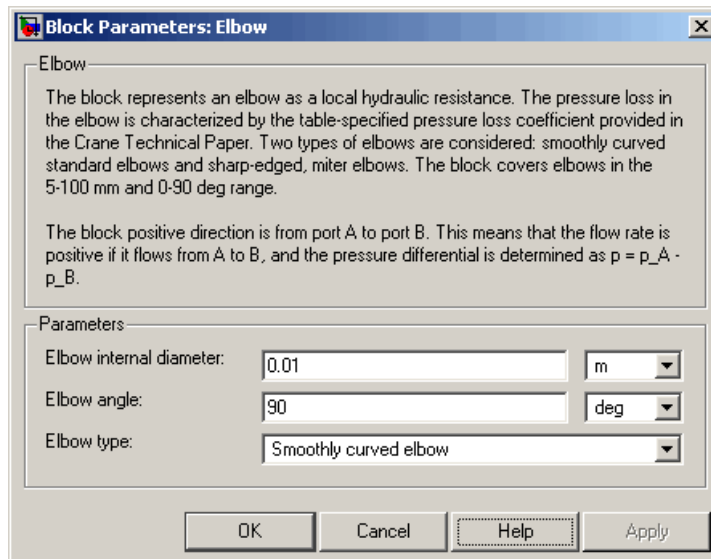 Block Parameters: Elbow
Elbow
The block represents an elbow as a local hydraulic resistance. The pressure loss in
the elbow is characterized by the table-specified pressure loss coefficient provided in
the Crane Technical Paper. Two types of elbows are considered: smoothly curved
standard elbows and sharp-edged, miter elbows. The block covers elbows in the
5-100 mm and 0-90 deg range.
The block positive direction is from port A to port B. This means that the flow rate is
positive if it flows from A to B, and the pressure differential is determined as p = p_A -
p_B.
Parameters
Elbow internal diameter: 0.01 m
Elbow angle: 90 deg
Elbow type: Smoothly curved elbow
OK Cancel Help Apply